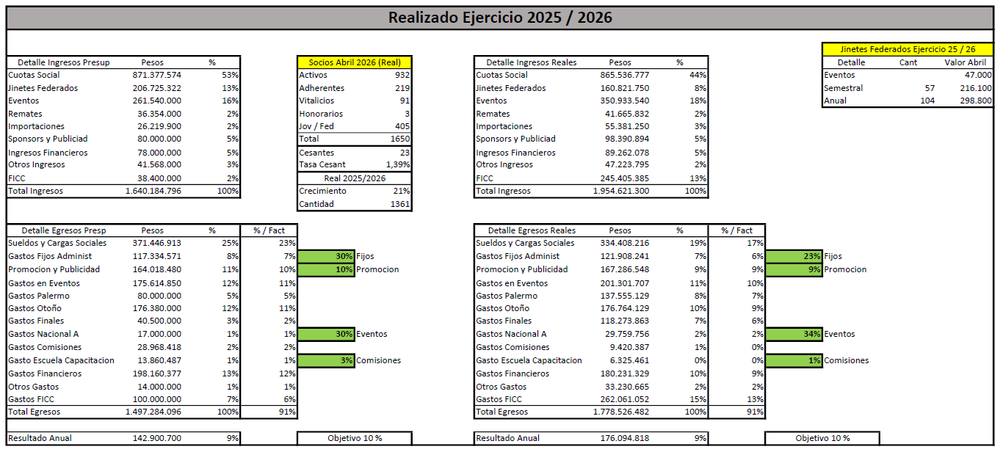 Realizado Ejercicio 2025 / 2026
Jinetes Federados Ejercicio 25 / 26
Detalle Cant Valor Abril
Eventos 47.000
Semestral 57 216.100
Anual 104 298.800
Detalle Ingresos Presup Pesos %
Cuotas Social 871.377.574 53%
Jinetes Federados 206.725.322 13%
Eventos 261.540.000 16%
Remates 36.354.000 2%
Importaciones 26.219.900 2%
Sponsors y Publiciad 80.000.000 5%
Ingresos Financieros 78.000.000 5%
Otros Ingresos 41.568.000 3%
FICC 38.400.000 2%
Total Ingresos 1.640.184.796 100%
Socios Abril 2026 (Real)
Activos 932
Adherentes 219
Vitalicios 91
Honorarios 3
Jov / Fed 405
Total 1650
Cesantes 23
Tasa Cesant 1,39%
Real 2025/2026
Crecimiento 21%
Cantidad 1361
Detalle Ingresos Reales Pesos %
Cuotas Social 865.536.777 44%
Jinetes Federados 160.821.750 8%
Eventos 350.933.540 18%
Remates 41.665.832 2%
Importaciones 55.381.250 3%
Sponsors y Publiciad 98.390.894 5%
Ingresos Financieros 89.262.078 5%
Otros Ingresos 47.223.795 2%
FICC 245.405.385 13%
Total Ingresos 1.954.621.300 100%
Detalle Egresos Presp Pesos % % / Fact
Sueldos y Cargas Sociales 371.446.913 25% 23%
Gastos Fijos Administ 117.334.571 8% 7% 30% Fijos
Promocion y Publicidad 164.018.480 11% 10% 10% Promocion
Gastos en Eventos 175.614.850 12% 11%
Gastos Palermo 80.000.000 5% 5%
Gastos Otoño 176.380.000 12% 11%
Gastos Finales 40.500.000 3% 2%
Gastos Nacional A 17.000.000 1% 1% 30% Eventos
Gastos Comisiones 28.968.418 2% 2%
Gasto Escuela Capacitacion 13.860.487 1% 1% 3% Comisiones
Gastos Financieros 198.160.377 13% 12%
Otros Gastos 14.000.000 1% 1%
Gastos FICC 100.000.000 7% 6%
Total Egresos 1.497.284.096 100% 91%
Resultado Anual 142.900.700 9% Objetivo 10 %
Detalle Egresos Reales Pesos % % / Fact
Sueldos y Cargas Sociales 334.408.216 19% 17%
Gastos Fijos Administ 121.908.241 7% 6% 23% Fijos
Promocion y Publicidad 167.286.548 9% 9% 9% Promocion
Gastos en Eventos 201.301.707 11% 10%
Gastos Palermo 137.555.129 8% 7%
Gastos Otoño 176.764.129 10% 9%
Gastos Finales 118.273.863 7% 6%
Gastos Nacional A 29.759.756 2% 2% 34% Eventos
Gastos Comisiones 9.420.387 1% 0%
Gasto Escuela Capacitacion 6.325.461 0% 0% 1% Comisiones
Gastos Financieros 180.231.329 10% 9%
Otros Gastos 33.230.665 2% 2%
Gastos FICC 262.061.052 15% 13%
Total Egresos 1.778.526.482 100% 91%
Resultado Anual 176.094.818 9% Objetivo 10 %